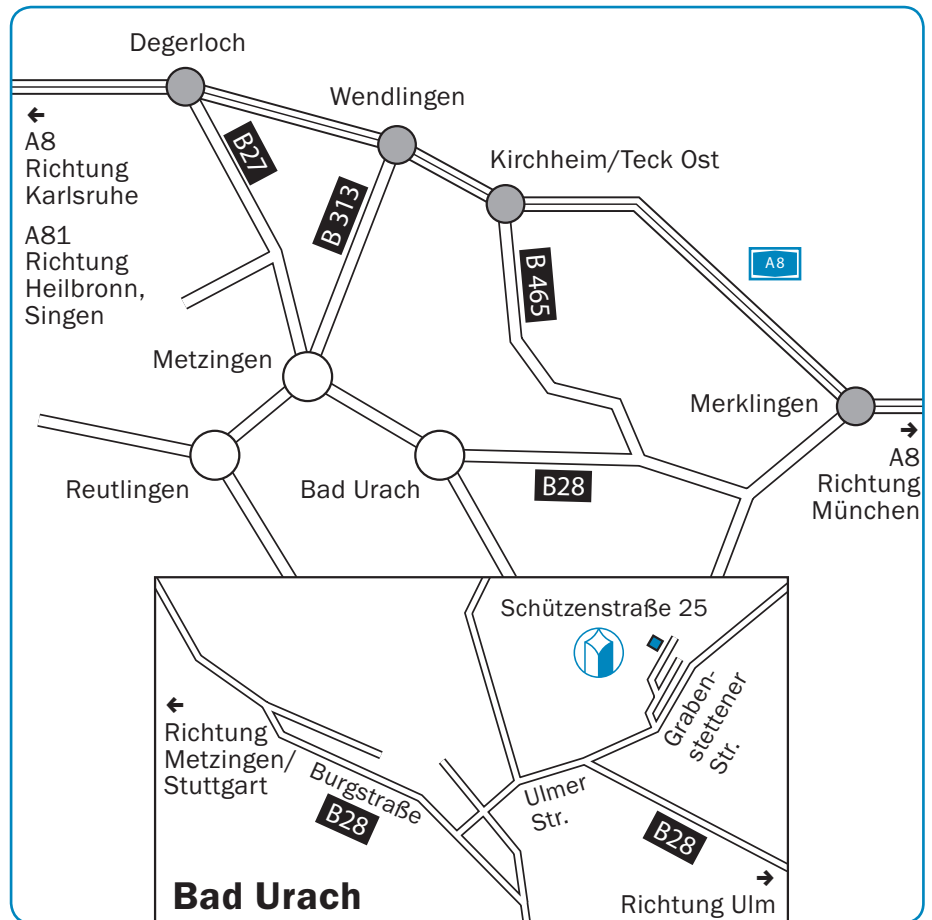 Degerloch
Wendlingen
Kirchheim/Teck Ost
←
A8
Richtung
Karlsruhe
A81
Richtung
Heilbronn,
Singen
B27
B 313
B 465
A8
Metzingen
Merklingen
→
A8
Richtung
München
Reutlingen
Bad Urach
B28
Schützenstraße 25
Graben-
stettener
Str.
←
Richtung
Metzingen/
Stuttgart
Burgstraße
B28
Ulmer
Str.
B28
→
Richtung Ulm
Bad Urach